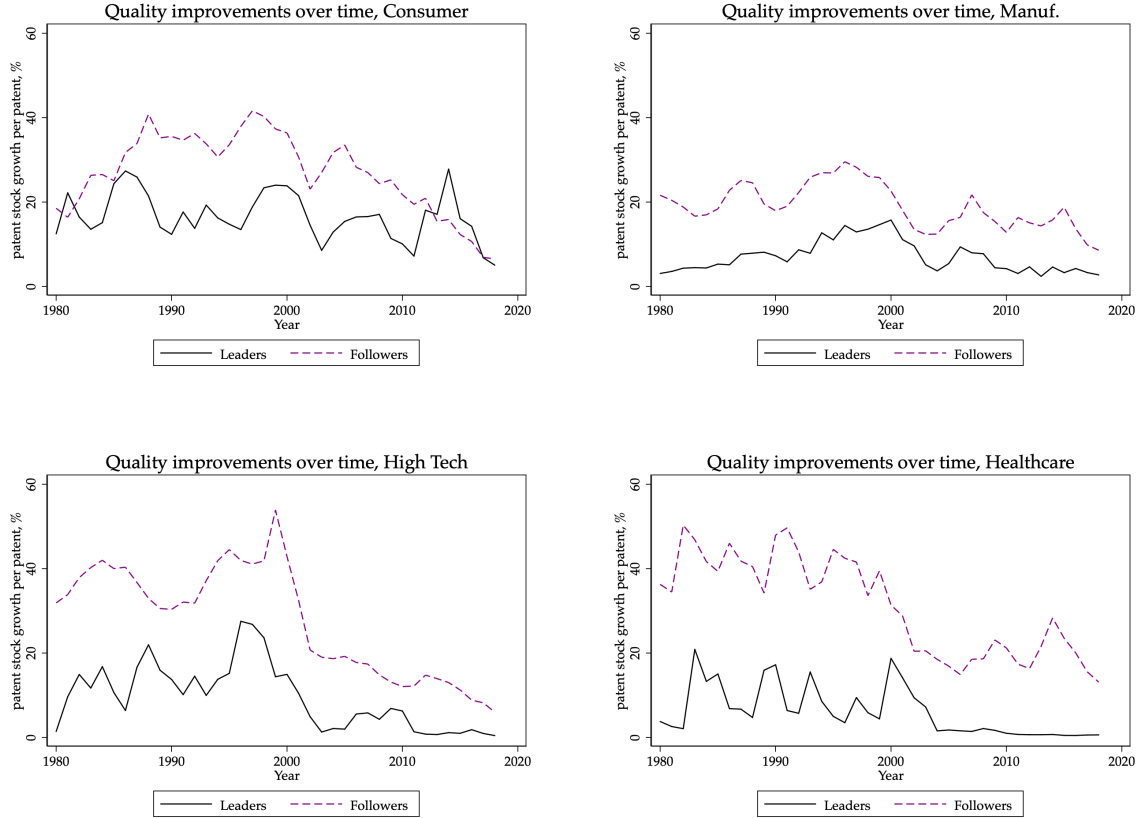 Quality improvements over time, Consumer
patent stock growth per patent, %
60
40
20
0
1980
1990
2000
2010
2020
Year
Leaders
Followers
Quality improvements over time, Manuf.
patent stock growth per patent, %
60
40
20
0
1980
1990
2000
2010
2020
Year
Leaders
Followers
Quality improvements over time, High Tech
patent stock growth per patent, %
60
40
20
0
1980
1990
2000
2010
2020
Year
Leaders
Followers
Quality improvements over time, Healthcare
patent stock growth per patent, %
60
40
20
0
1980
1990
2000
2010
2020
Year
Leaders
Followers